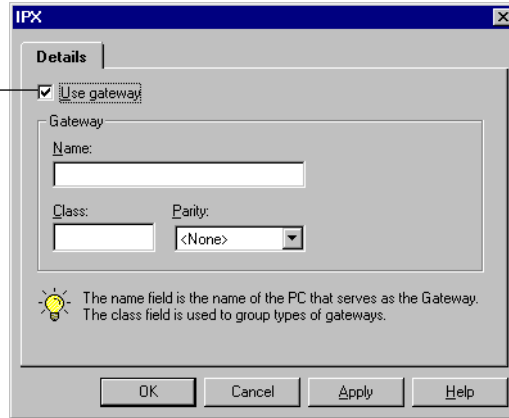 IPX
Details
Use gateway
Gateway
Name:
Class: Parity:
<None>
The name field is the name of the PC that serves as the Gateway.
The class field is used to group types of gateways.
OK Cancel Apply Help